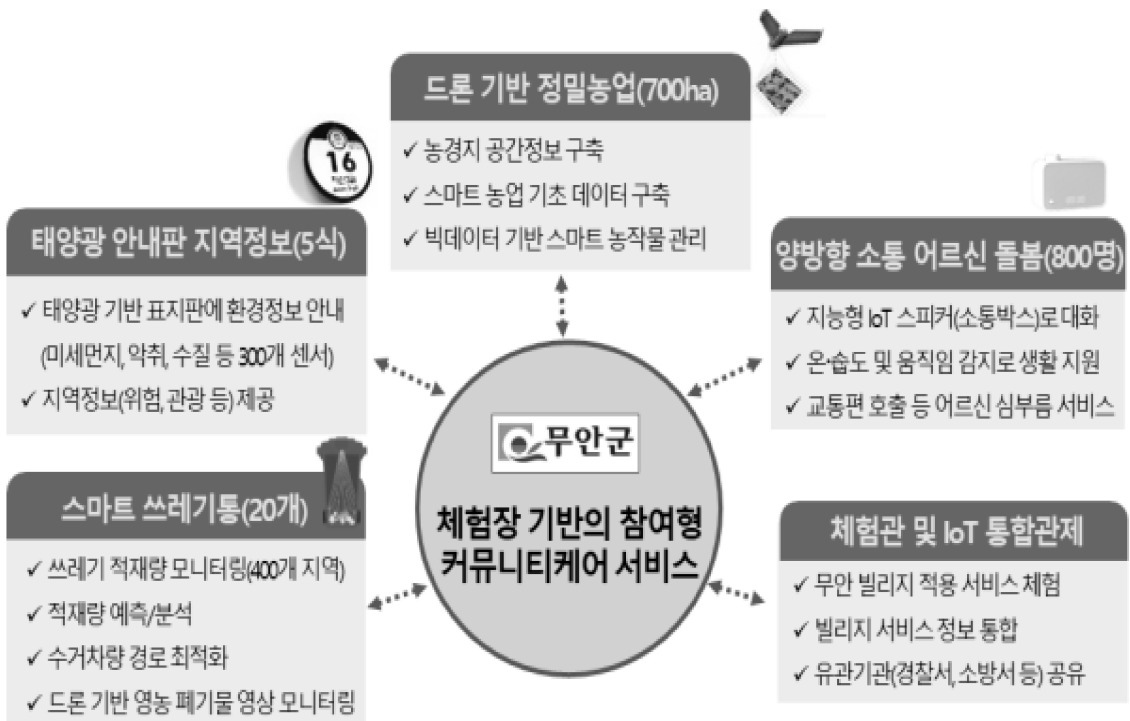 드론 기반 정밀농업(700ha)
✓ 농경지 공간정보 구축
✓ 스마트 농업 기초 데이터 구축
✓ 빅데이터 기반 스마트 농작물 관리
16
태양광 안내판 지역정보(5식)
✓ 태양광 기반 표지판에 환경정보 안내
(미세먼지, 악취, 수질 등 300개 센서)
✓ 지역정보(위험, 관광 등) 제공
양방향 소통 어르신 돌봄(800명)
✓ 지능형 IoT 스피커(소통박스)로 대화
✓ 온·습도 및 움직임 감지로 생활 지원
✓ 교통편 호출 등 어르신 심부름 서비스
무안군
체험장 기반의 참여형
커뮤니티케어 서비스
스마트 쓰레기통(20개)
✓ 쓰레기 적재량 모니터링(400개 지역)
✓ 적재량 예측/분석
✓ 수거차량 경로 최적화
✓ 드론 기반 영농 폐기물 영상 모니터링
체험관 및 IoT 통합관제
✓ 무안 빌리지 적용 서비스 체험
✓ 빌리지 서비스 정보 통합
✓ 유관기관(경찰서, 소방서 등) 공유